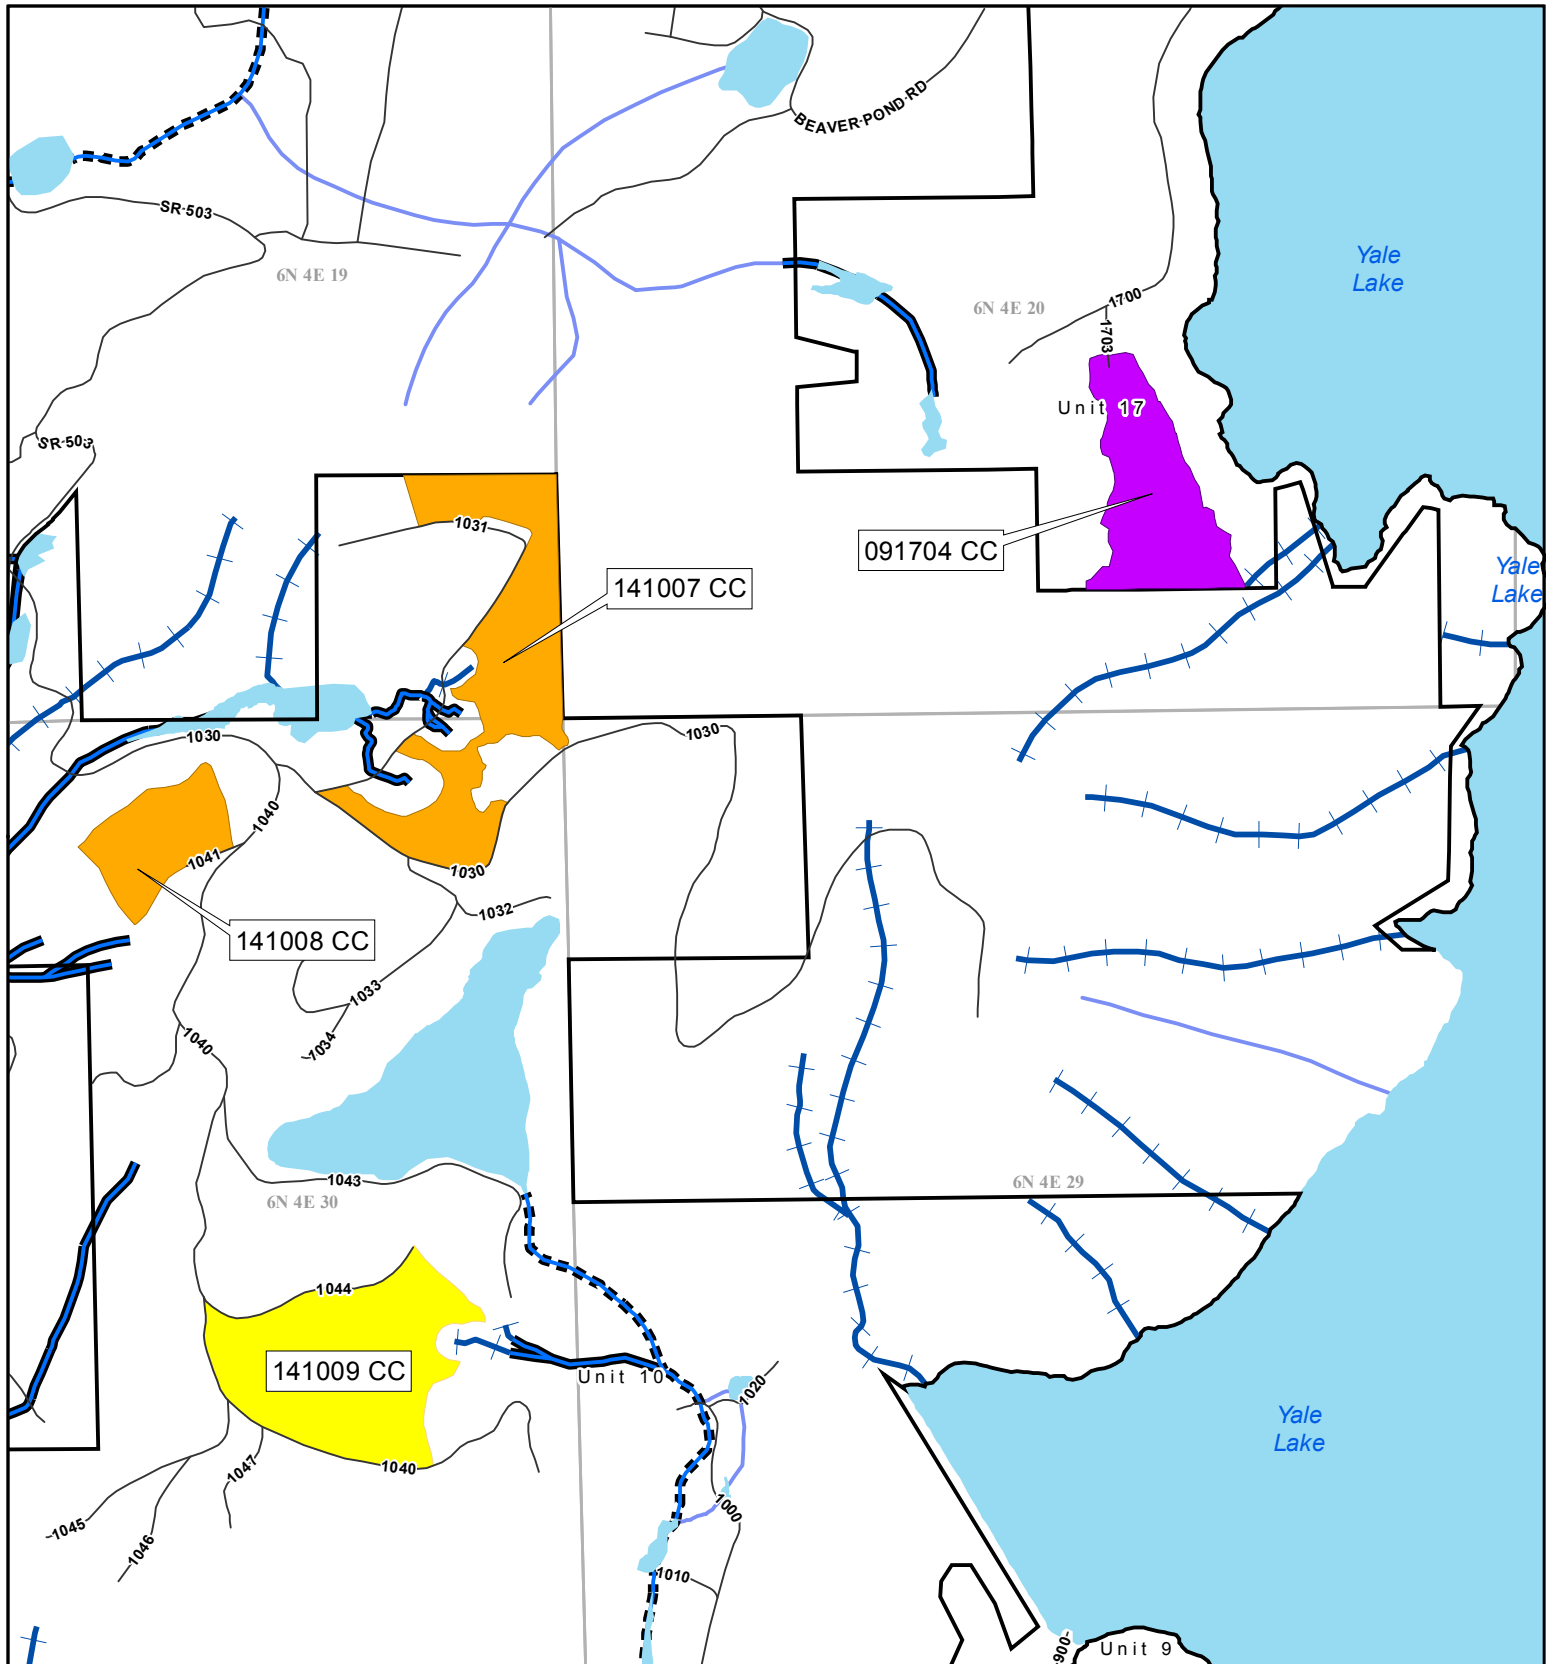 BEAVER POND RD
SR-503
6N 4E 19
Yale
Lake
6N 4E 20
1700
1703
Unit 17
SR-503
1031
091704 CC
141007 CC
Yale
Lake
1030
1030
1040
1041
1030
1032
141008 CC
1033
1034
1040
1043
6N 4E 30
6N 4E 29
1044
141009 CC
Unit 10
1020
Yale
Lake
1040
1047
1000
1045
1046
1010
900
Unit 9